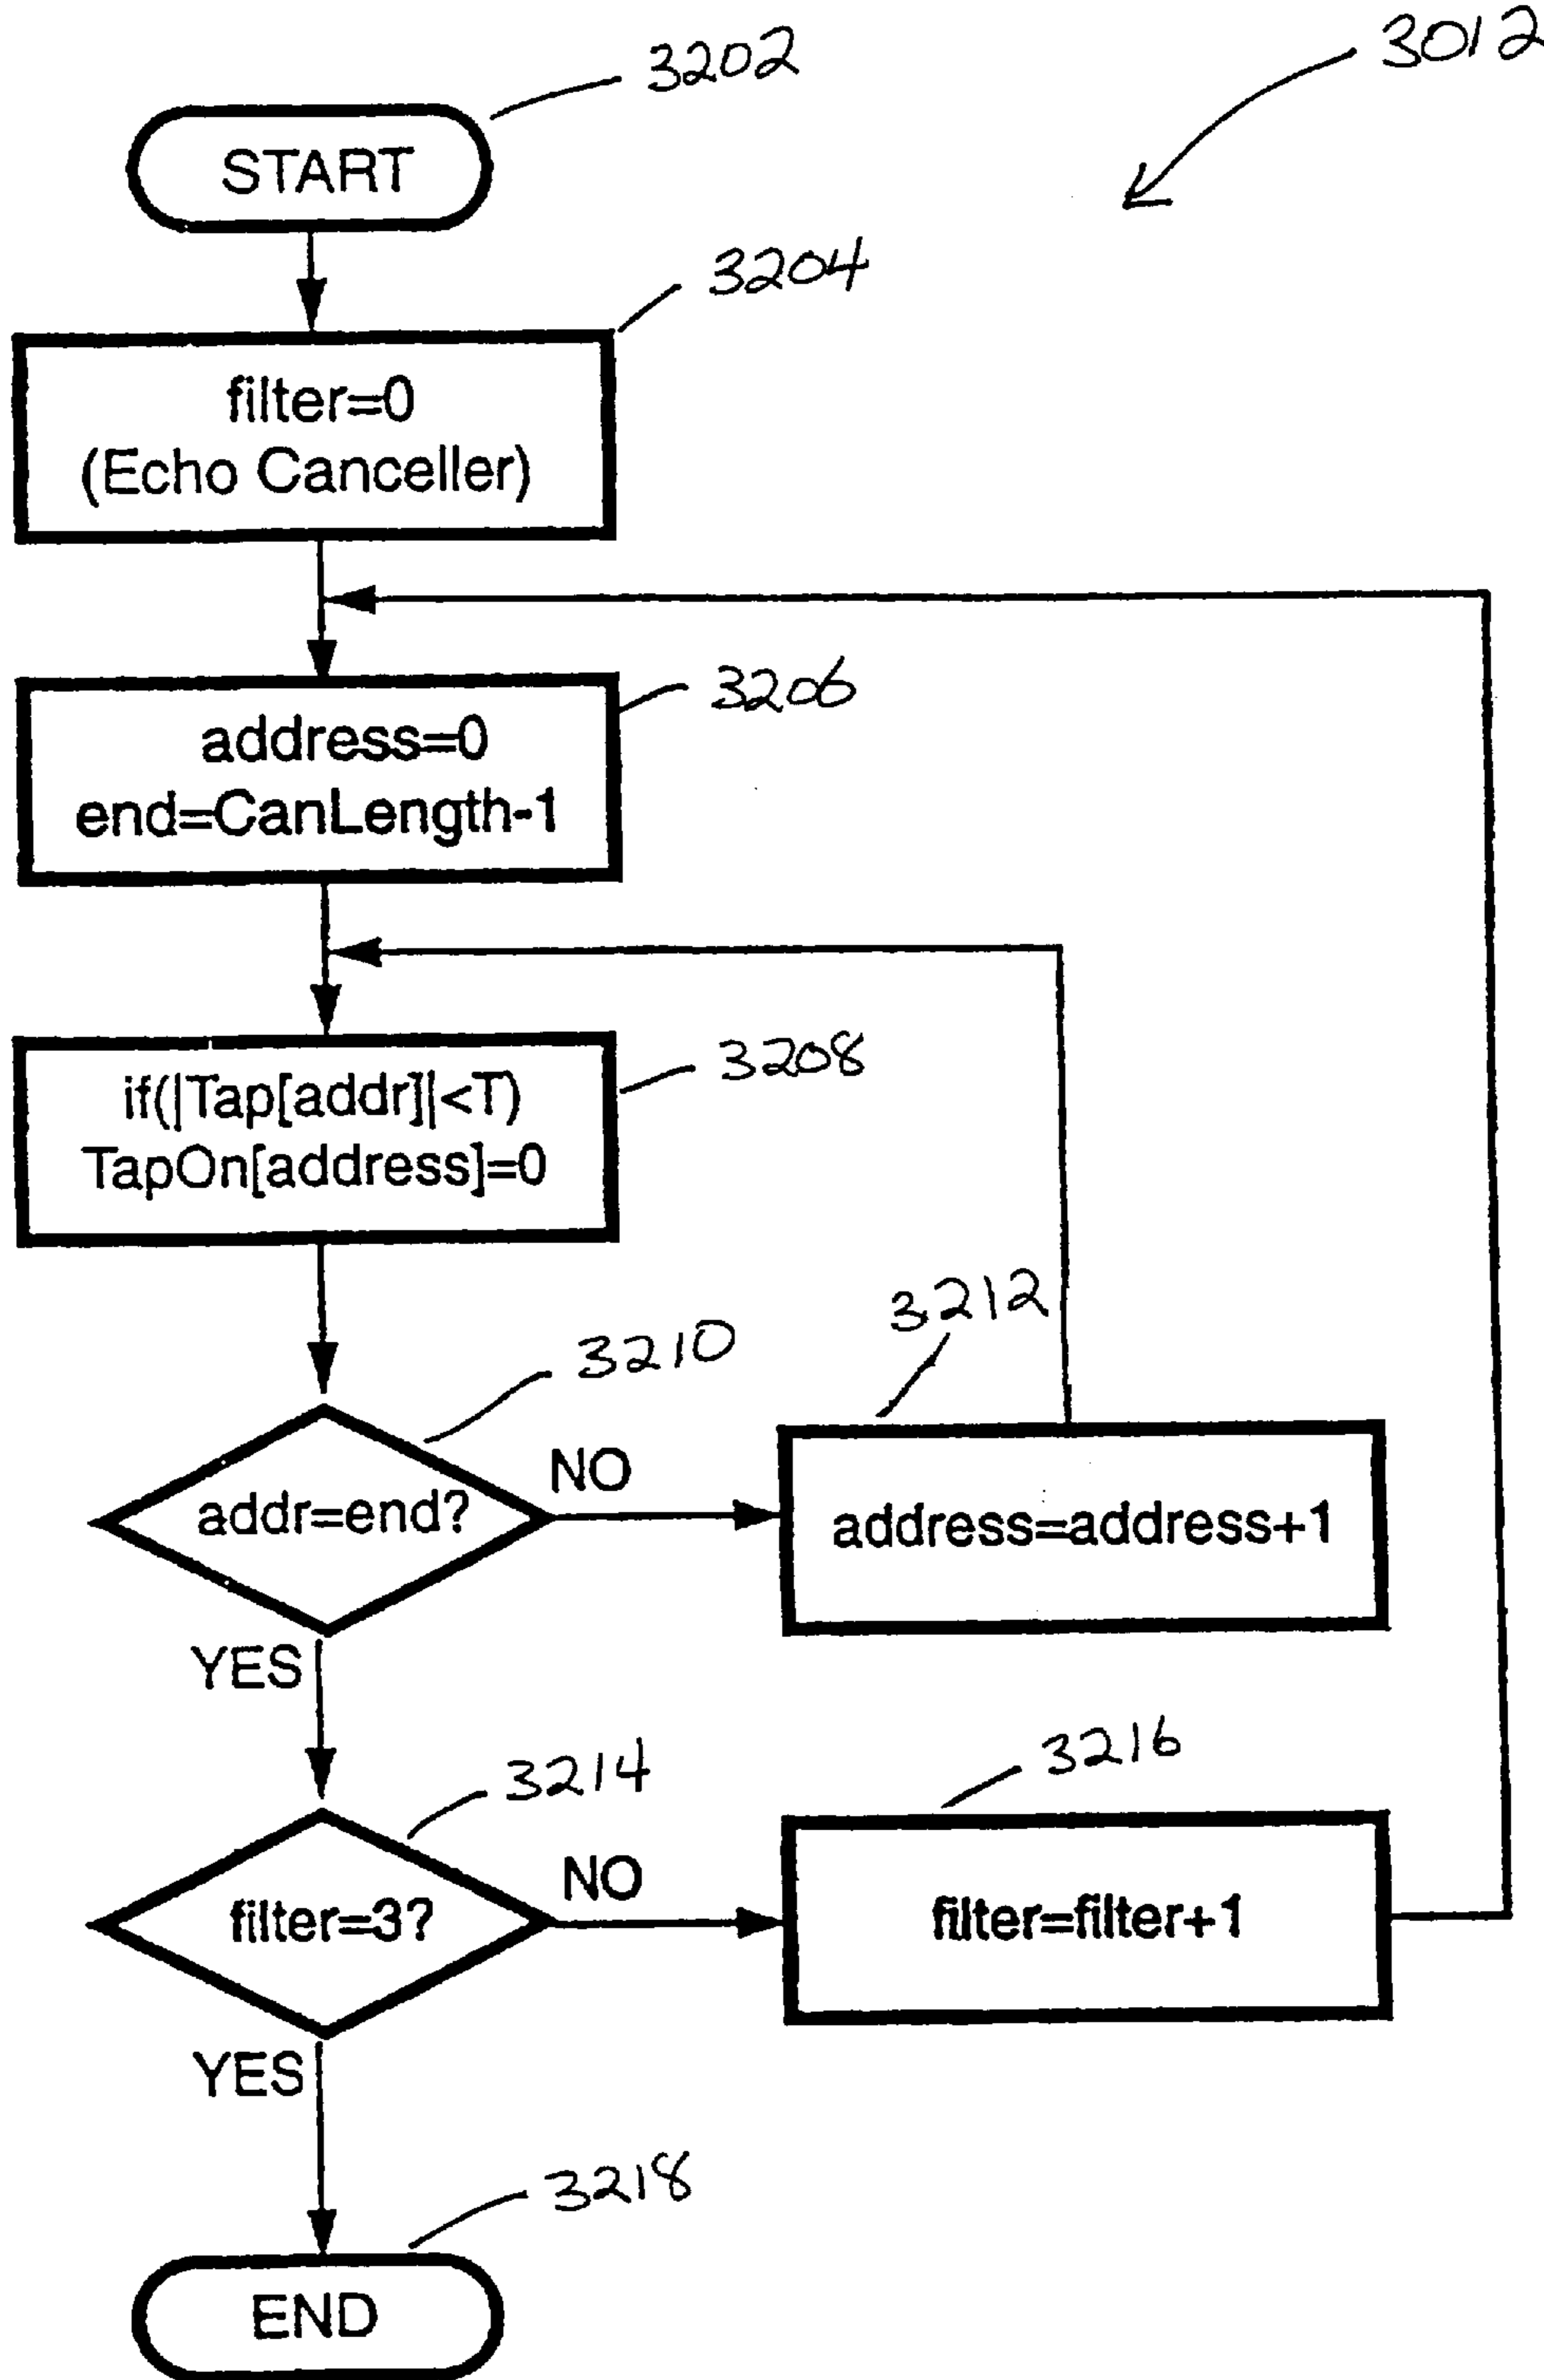 3012
3202
START
3204
filter=0
(Echo Canceller)
3206
address=0
end=CanLength-1
3208
if(|Tap[addr]|<T)
TapOn[address]=0
3210
addr=end?
NO
3212
address=address+1
YES
3214
filter=3?
NO
3216
filter=filter+1
YES
3218
END